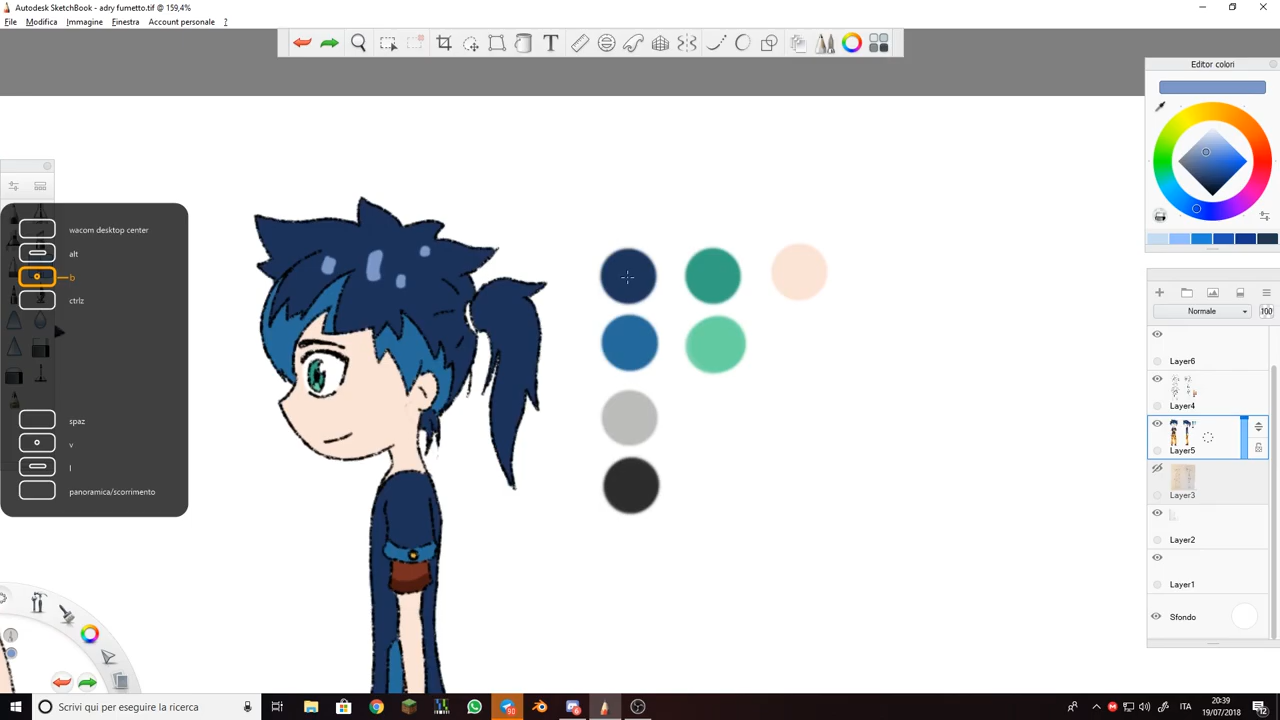 Autodesk SketchBook - adry fumetto.tif @ 159,4%
File Modifica Immagine Finestra Account personale ?
T
Editor colori
wacom desktop center
alt
b
ctrlz
spaz
v
l
panoramica/scorrimento
Normale
100
Layer6
Layer4
Layer5
Layer3
Layer2
Layer1
Sfondo
Scrivi qui per eseguire la ricerca
90
ITA
20:39
19/07/2018
12